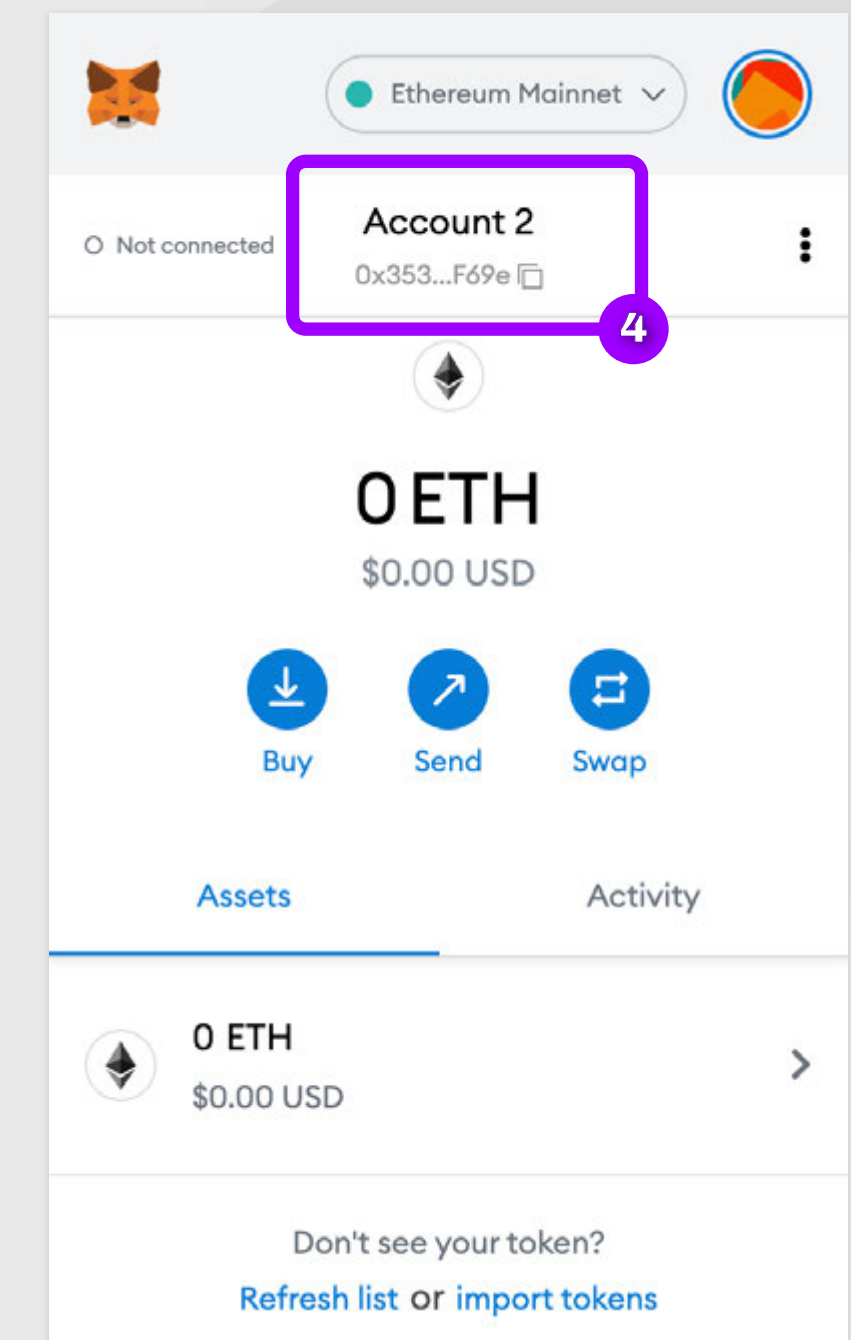 Ethereum Mainnet
Not connected
Account 2
0x353...F69e
4
0 ETH
$0.00 USD
Buy
Send
Swap
Assets
Activity
0 ETH
$0.00 USD
Don't see your token?
Refresh list or import tokens